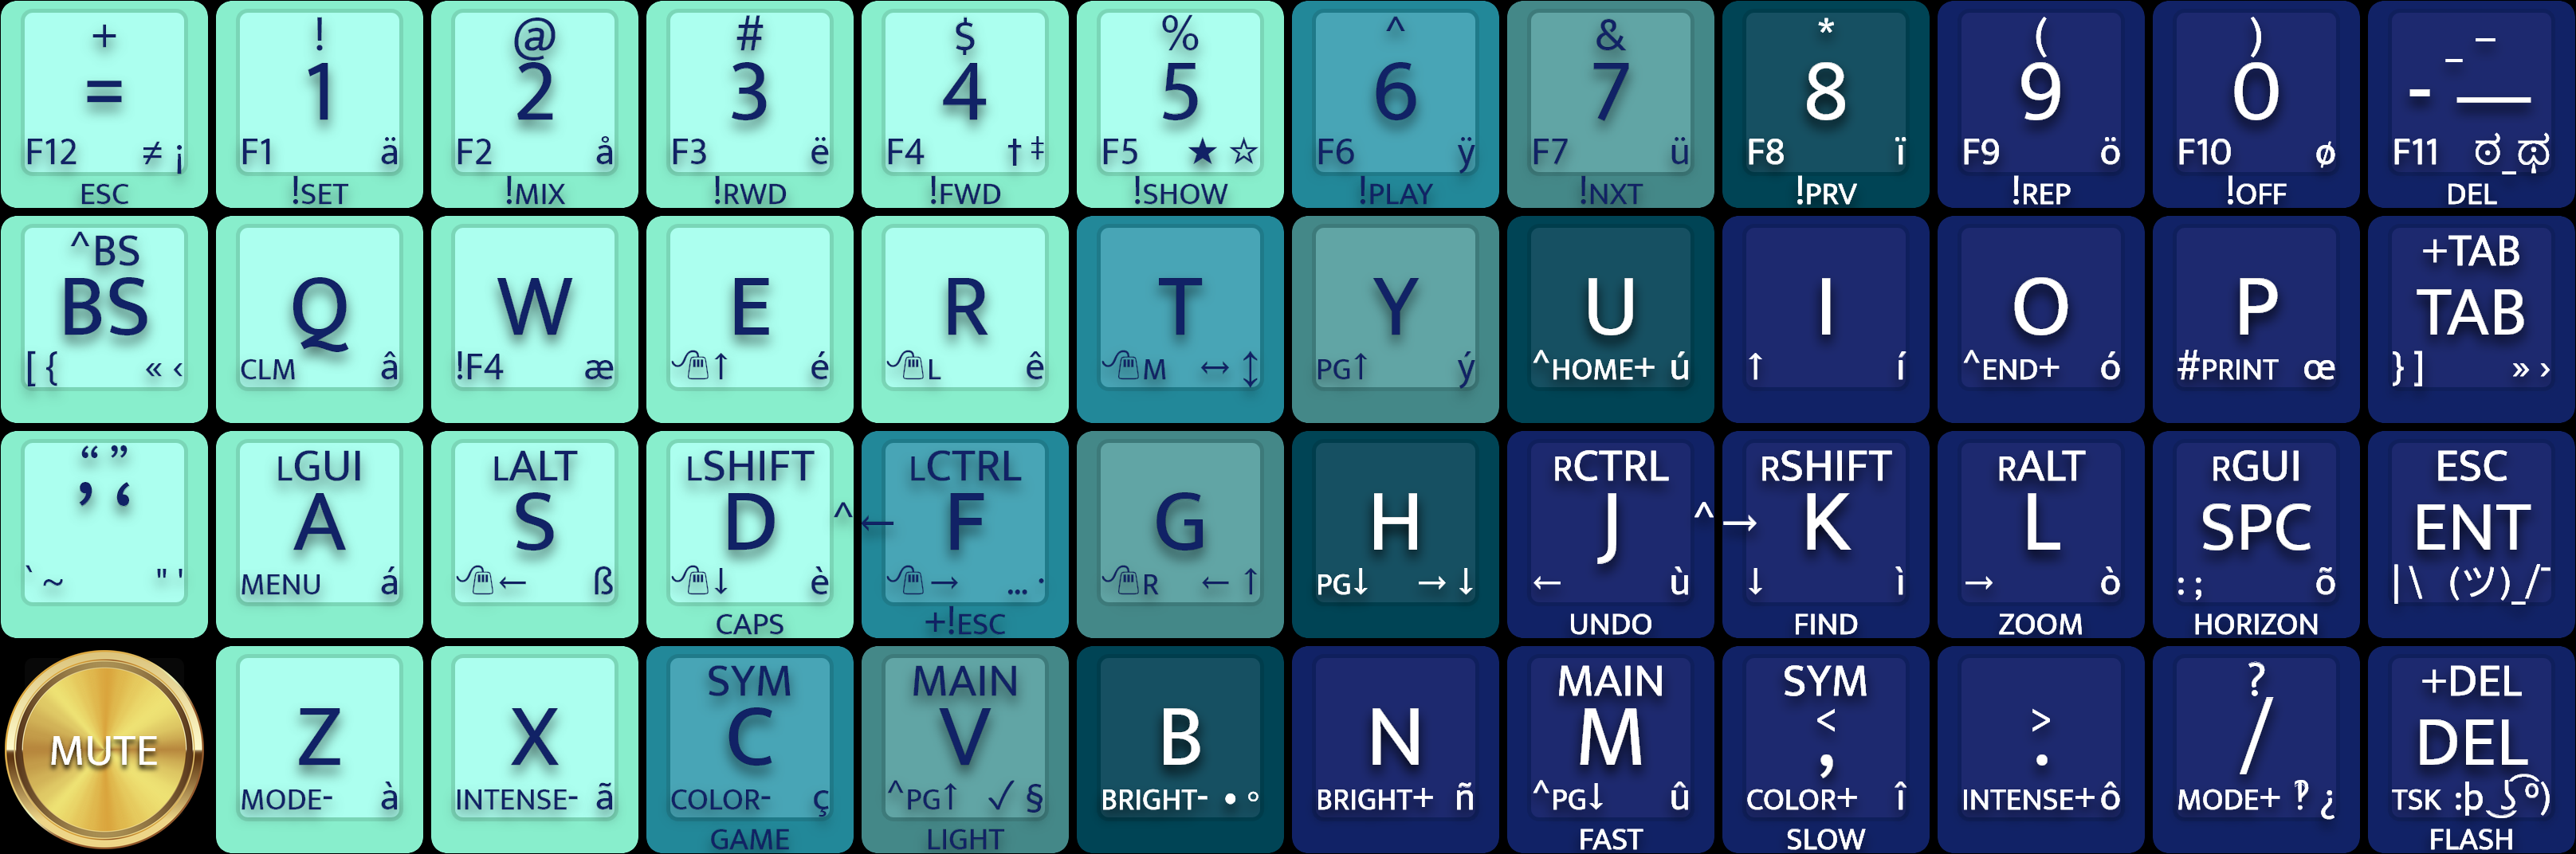 + ! @ # $ % ^ & * ( ) _ –
= 1 2 3 4 5 6 7 8 9 0 - —
F12 ≠ ¡ F1 ä F2 å F3 ë F4 † ‡ F5 ★ ☆ F6 ÿ F7 ü F8 ï F9 ö F10 ø F11 ಠ_ಥ
ESC !SET !MIX !RWD !FWD !SHOW !PLAY !NXT !PRV !REP !OFF DEL
^BS +TAB
BS Q W E R T Y U I O P TAB
[ { « ‹ CLM â !F4 æ ↑ é L ê M ↔ ↕ PG↑ ý ^HOME+ ú ↑ í ^END+ ó #PRINT œ } ] » ›
“ ” LGUI LALT LSHIFT LCTRL RCTRL RSHIFT RALT RGUI ESC
’ ‘ A S D ^← F G H J ^→ K L SPC ENT
` ~ " ' MENU á ← ß ↓ è → … · R ← ↑ PG↓ → ↓ ← ù ↓ ì → ò : ; õ | \ (ツ)_/¯
CAPS +!ESC UNDO FIND ZOOM HORIZON
SYM MAIN MAIN SYM ? +DEL
MUTE Z X C V B N M < , > . / DEL
MODE- à INTENSE- ã COLOR- ç ^PG↑ ✓ § BRIGHT- • ◦ BRIGHT+ ñ ^PG↓ û COLOR+ î INTENSE+ ô MODE+ ‽ ¿ TSK :þ ͜ʖ ͡º)
GAME LIGHT FAST SLOW FLASH